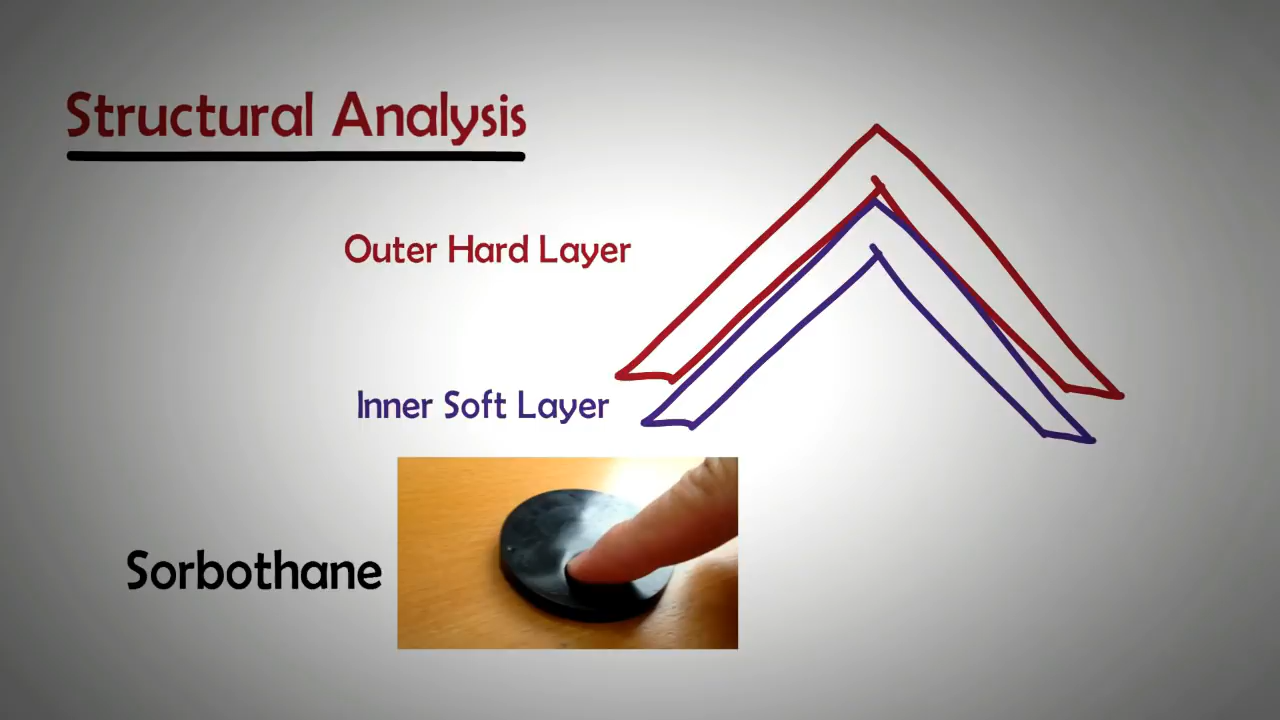 Structural Analysis
Outer Hard Layer
Inner Soft Layer
Sorbothane